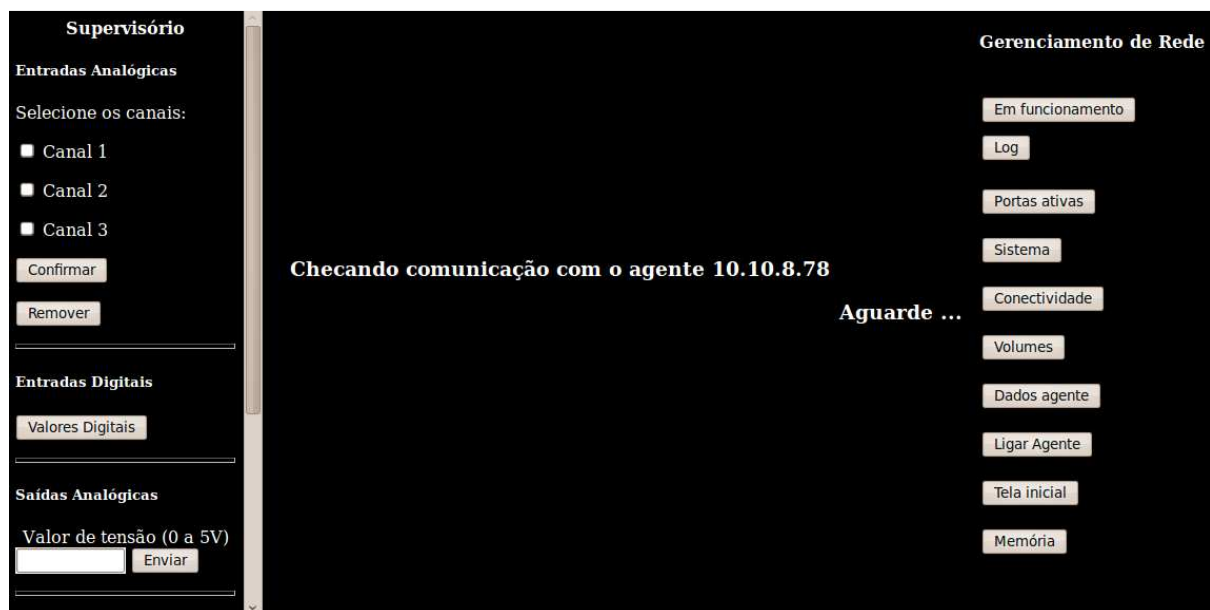 Supervisório
Entradas Analógicas
Selecione os canais:
Canal 1
Canal 2
Canal 3
Confirmar
Remover
Entradas Digitais
Valores Digitais
Saídas Analógicas
Valor de tensão (0 a 5V)
Enviar
Checando comunicação com o agente 10.10.8.78
Aguarde ...
Gerenciamento de Rede
Em funcionamento
Log
Portas ativas
Sistema
Conectividade
Volumes
Dados agente
Ligar Agente
Tela inicial
Memória